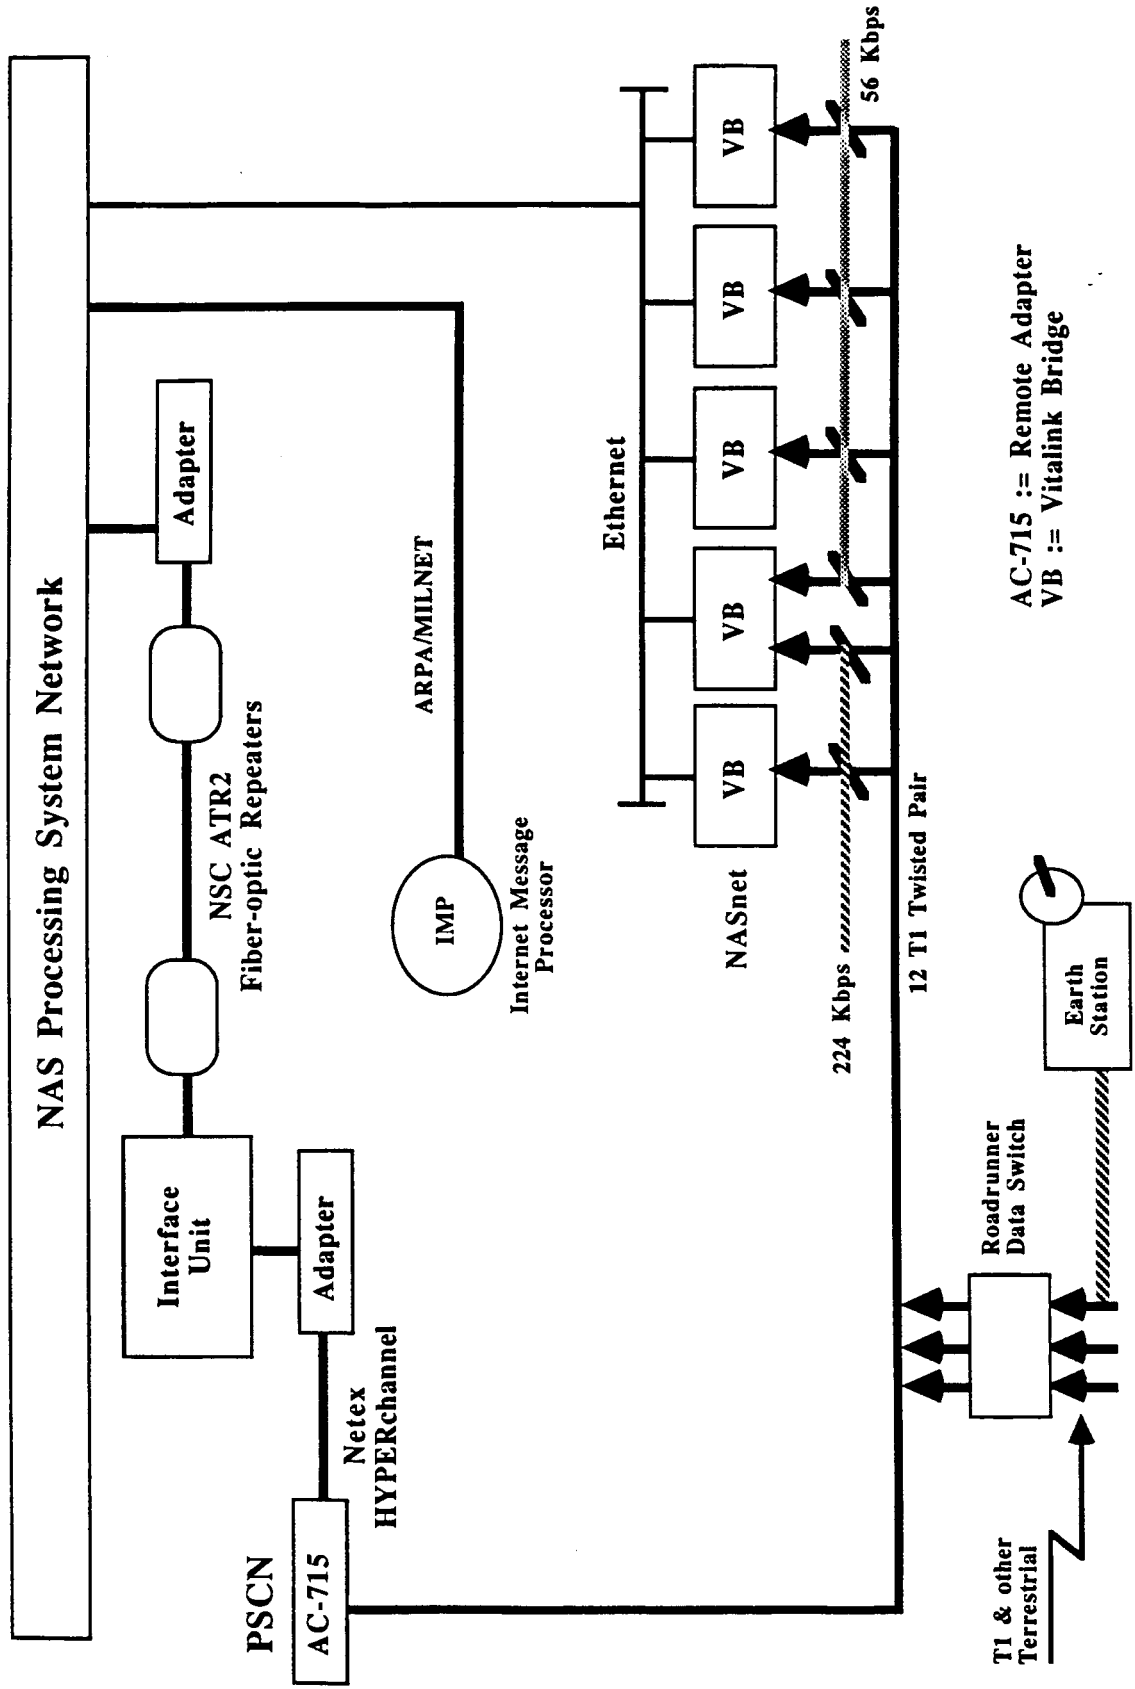 NAS Processing System Network
Interface
Unit
Adapter
NSC ATR2
Fiber-optic Repeaters
Adapter
PSCN
AC-715
Netex
HYPERchannel
ARPA/MILNET
IMP
Internet Message
Processor
Ethernet
NASnet
VB
VB
VB
VB
VB
224 Kbps
56 Kbps
12 T1 Twisted Pair
Roadrunner
Data Switch
Earth
Station
T1 & other
Terrestrial
AC-715 := Remote Adapter
VB := Vitalink Bridge